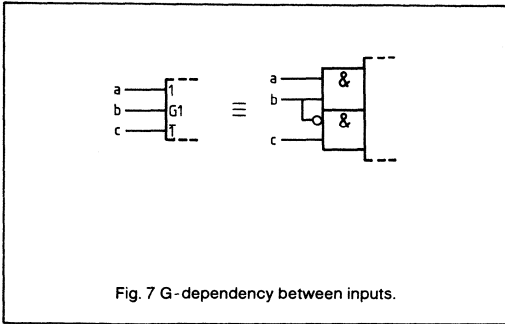 a 1
b G1
c 1̅
≡
a &
b
&
c
Fig. 7 G-dependency between inputs.